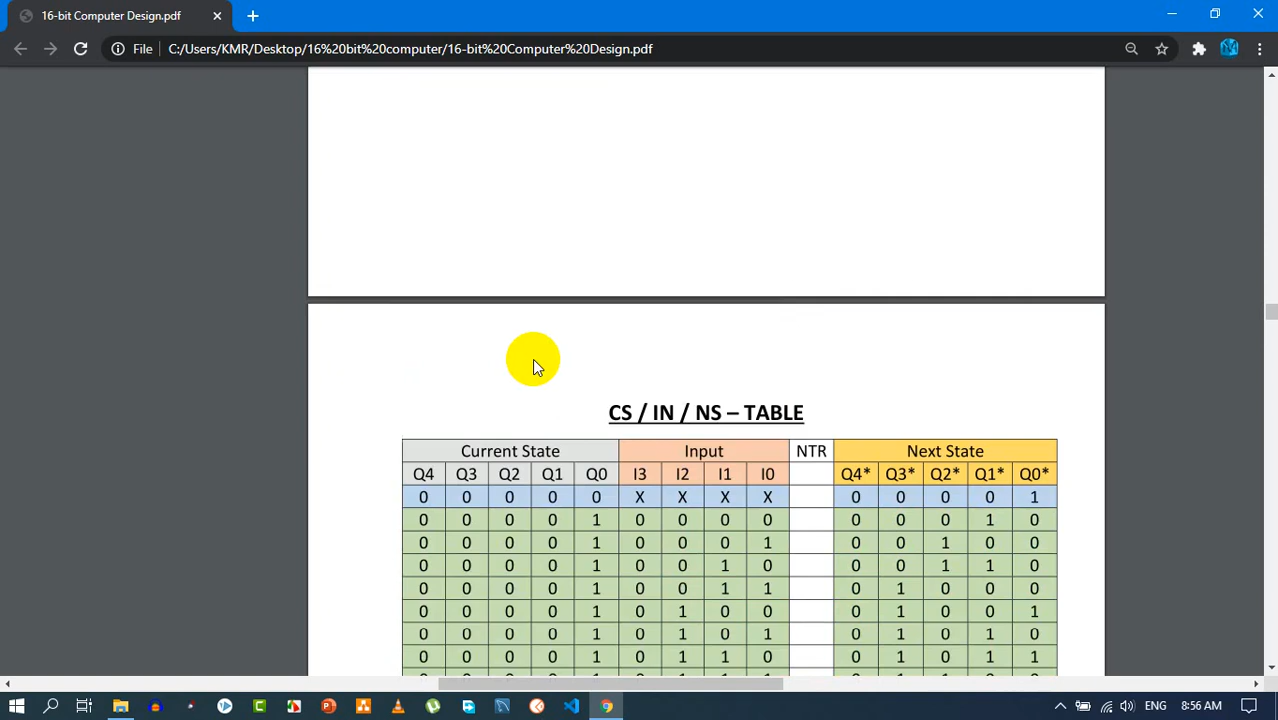 16-bit Computer Design.pdf
File C:/Users/KMR/Desktop/16%20bit%20computer/16-bit%20Computer%20Design.pdf
CS / IN / NS – TABLE
Current State Input NTR Next State
Q4 Q3 Q2 Q1 Q0 I3 I2 I1 I0 Q4* Q3* Q2* Q1* Q0*
0 0 0 0 0 X X X X 0 0 0 0 1
0 0 0 0 1 0 0 0 0 0 0 0 1 0
0 0 0 0 1 0 0 0 1 0 0 1 0 0
0 0 0 0 1 0 0 1 0 0 0 1 1 0
0 0 0 0 1 0 0 1 1 0 1 0 0 0
0 0 0 0 1 0 1 0 0 0 1 0 0 1
0 0 0 0 1 0 1 0 1 0 1 0 1 0
0 0 0 0 1 0 1 1 0 0 1 0 1 1
ENG 8:56 AM